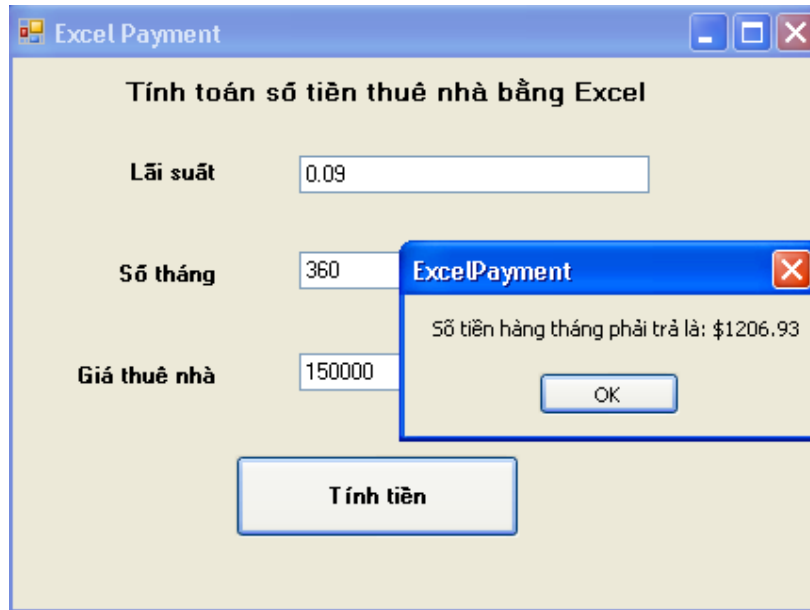 Excel Payment
Tính toán số tiền thuê nhà bằng Excel
Lãi suất
0.09
Số tháng
360
ExcelPayment
Số tiền hàng tháng phải trả là: $1206.93
OK
Giá thuê nhà
150000
Tính tiền